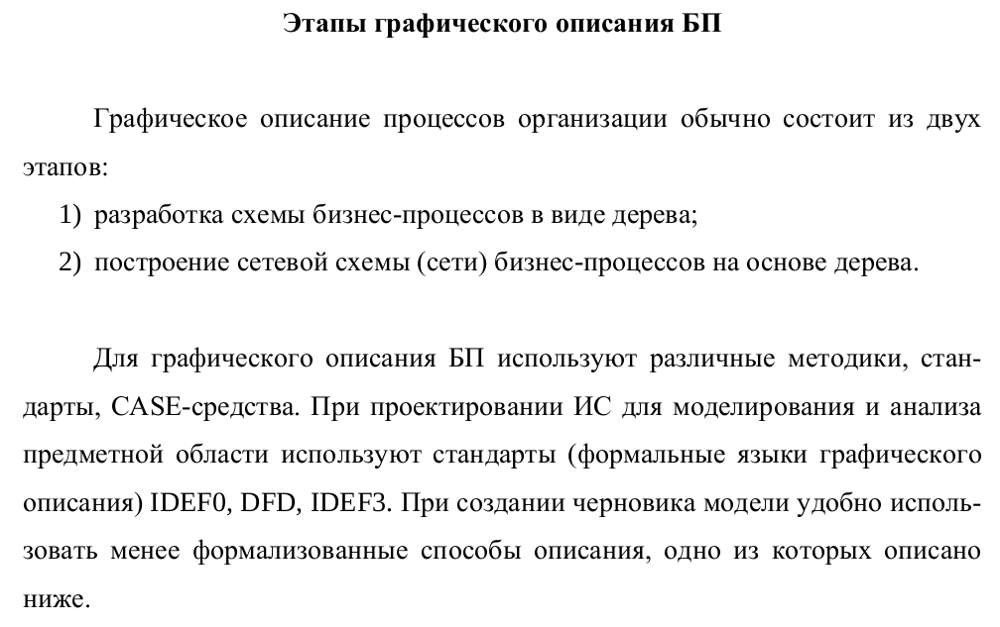 Этапы графического описания БП
Графическое описание процессов организации обычно состоит из двух
этапов:
1) разработка схемы бизнес-процессов в виде дерева;
2) построение сетевой схемы (сети) бизнес-процессов на основе дерева.
Для графического описания БП используют различные методики, стан-
дарты, CASE-средства. При проектировании ИС для моделирования и анализа
предметной области используют стандарты (формальные языки графического
описания) IDEF0, DFD, IDEF3. При создании черновика модели удобно исполь-
зовать менее формализованные способы описания, одно из которых описано
ниже.